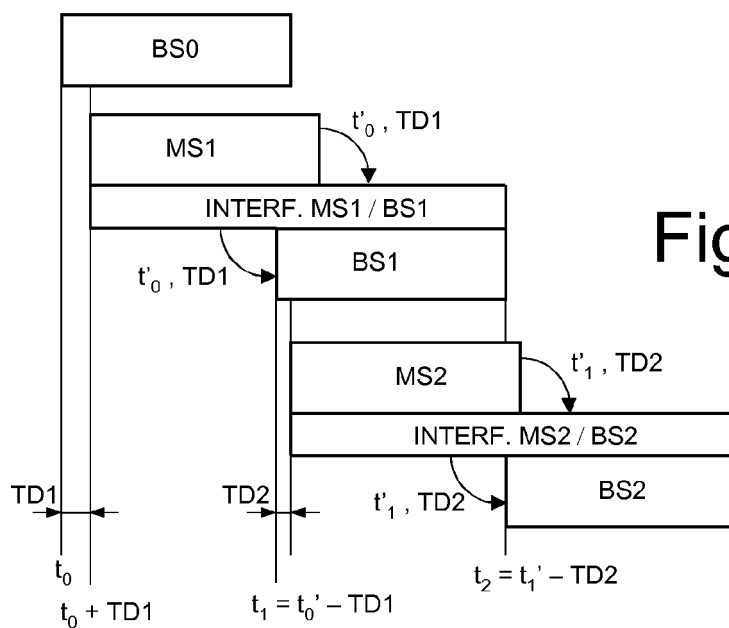 BS0
MS1
t'₀ , TD1
INTERF. MS1 / BS1
t'₀ , TD1
BS1
Fig
MS2
t'₁ , TD2
INTERF. MS2 / BS2
t'₁ , TD2
BS2
TD1
TD2
t₀
t₀ + TD1
t₁ = t₀' – TD1
t₂ = t₁' – TD2